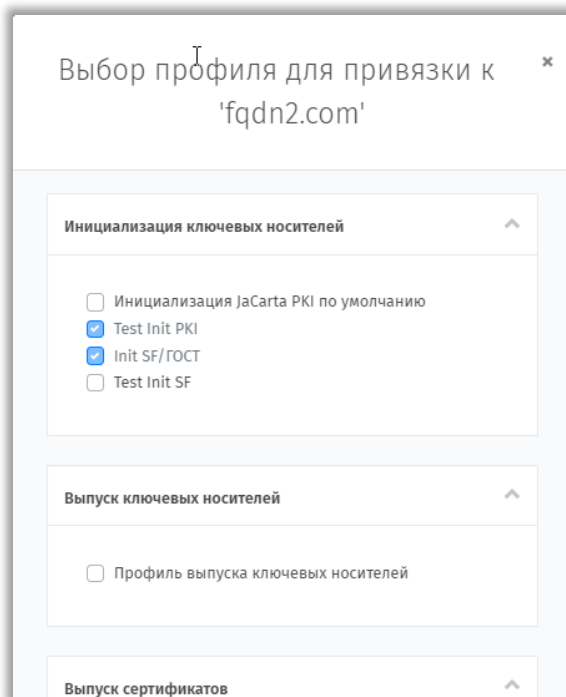 Выбор профиля для привязки к
'fqdn2.com'
Инициализация ключевых носителей
Инициализация JaCarta PKI по умолчанию
Test Init PKI
Init SF/ГОСТ
Test Init SF
Выпуск ключевых носителей
Профиль выпуска ключевых носителей
Выпуск сертификатов